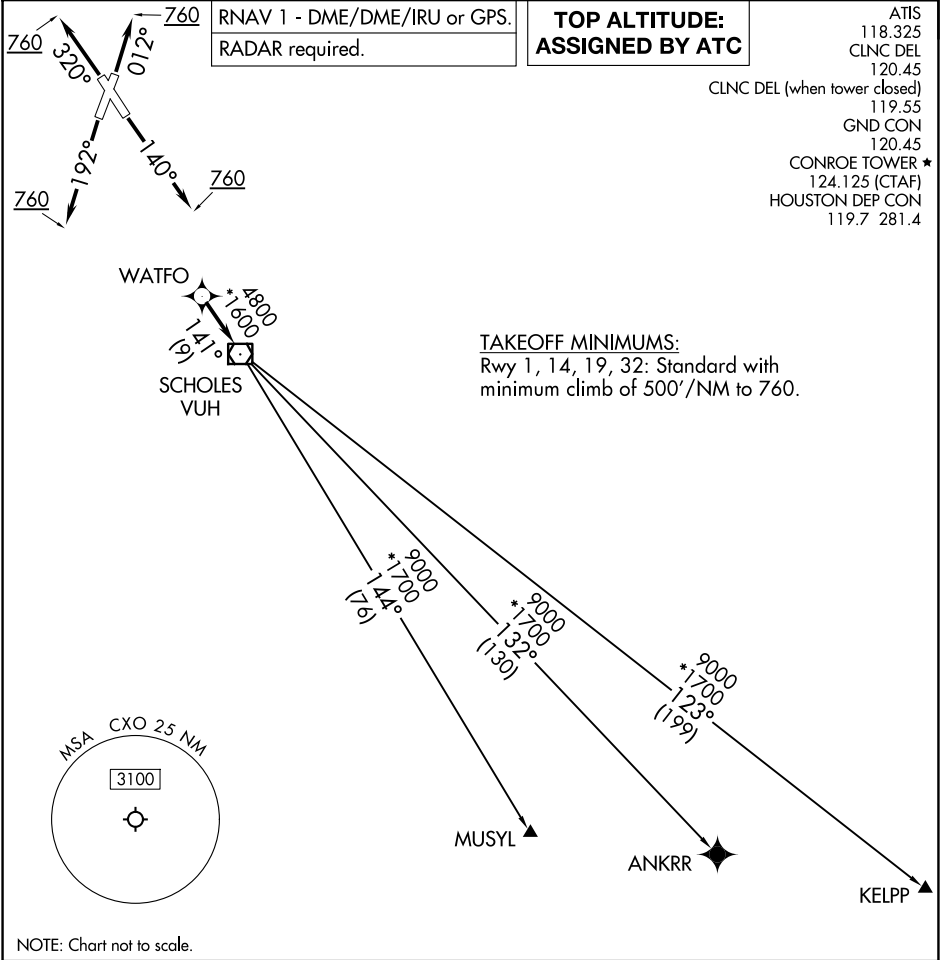 760
760
320°
012°
192°
140°
760
760
RNAV 1 - DME/DME/IRU or GPS.
RADAR required.
TOP ALTITUDE:
ASSIGNED BY ATC
ATIS
118.325
CLNC DEL
120.45
CLNC DEL (when tower closed)
119.55
GND CON
120.45
CONROE TOWER ★
124.125 (CTAF)
HOUSTON DEP CON
119.7 281.4
WATFO
4800
*1600
141°
(9)
SCHOLES
VUH
TAKEOFF MINIMUMS:
Rwy 1, 14, 19, 32: Standard with
minimum climb of 500'/NM to 760.
9000
*1700
144°
(76)
9000
*1700
132°
(130)
9000
*1700
123°
(199)
MSA CXO 25 NM
3100
MUSYL
ANKRR
KELPP
NOTE: Chart not to scale.